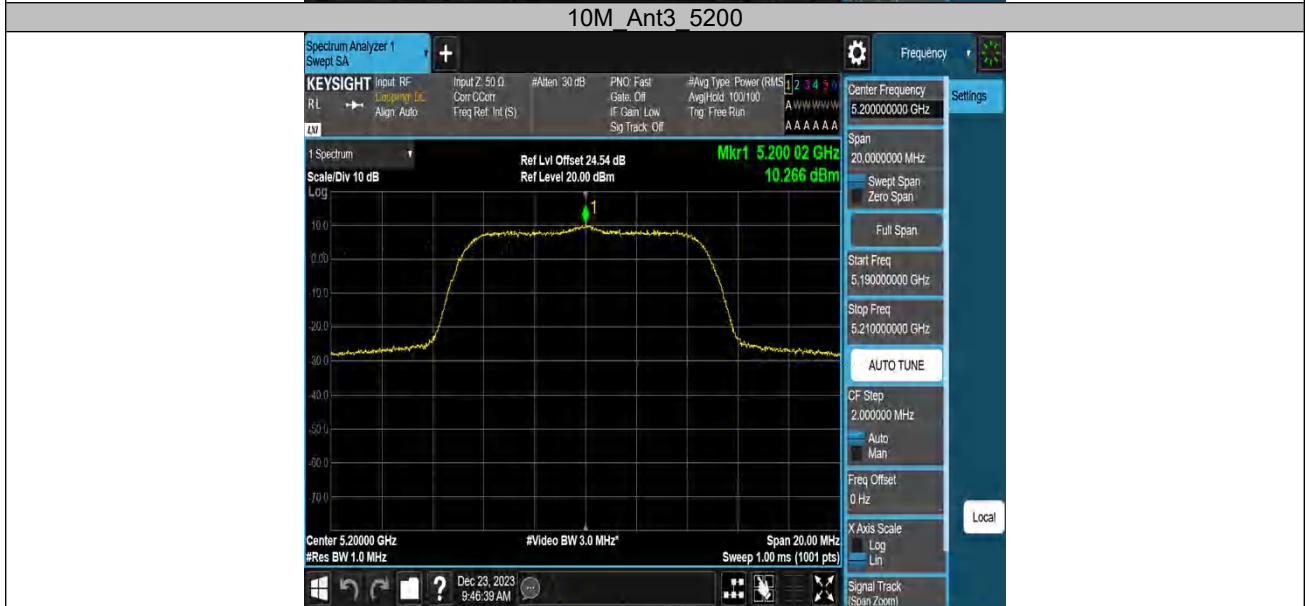 10M_Ant3_5200
Spectrum Analyzer 1
Swept SA
+
Frequency
KEYSIGHT
RL
LXI
Input: RF
Coupling: DC
Align: Auto
Input Z: 50 Ω
Corr CCorr
Freq Ref: Int (S)
#Atten: 30 dB
PNO: Fast
Gate: Off
IF Gain: Low
Sig Track: Off
#Avg Type: Power (RMS
Avg|Hold: 100/100
Trig: Free Run
1 2 3 4 5 6
A W W W W W
A A A A A A
Center Frequency
5.200000000 GHz
Settings
Span
20.0000000 MHz
Swept Span
Zero Span
Full Span
Start Freq
5.190000000 GHz
Stop Freq
5.210000000 GHz
AUTO TUNE
CF Step
2.000000 MHz
Auto
Man
Freq Offset
0 Hz
X Axis Scale
Log
Lin
Local
Signal Track
(Span Zoom)
1 Spectrum
Scale/Div 10 dB
Log
Ref Lvl Offset 24.54 dB
Ref Level 20.00 dBm
Mkr1 5.200 02 GHz
10.266 dBm
1
10.0
0.00
-10.0
-20.0
-30.0
-40.0
-50.0
-60.0
-70.0
Center 5.20000 GHz
#Res BW 1.0 MHz
#Video BW 3.0 MHz*
Span 20.00 MHz
Sweep 1.00 ms (1001 pts)
?
Dec 23, 2023
9:46:39 AM